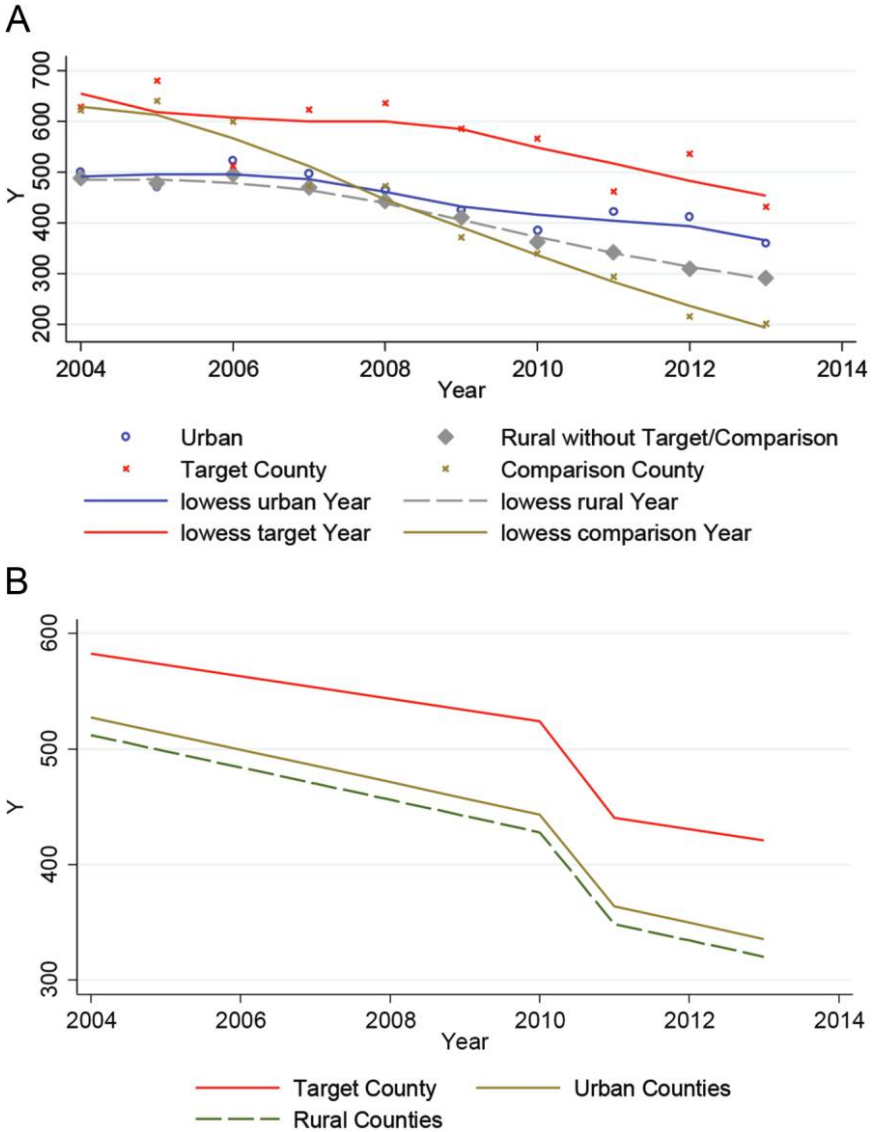 A
700
600
500
400
300
200
Y
2004 2006 2008 2010 2012 2014
Year
Urban Rural without Target/Comparison
Target County Comparison County
lowess urban Year lowess rural Year
lowess target Year lowess comparison Year
B
600
500
400
300
Y
2004 2006 2008 2010 2012 2014
Year
Target County Urban Counties
Rural Counties